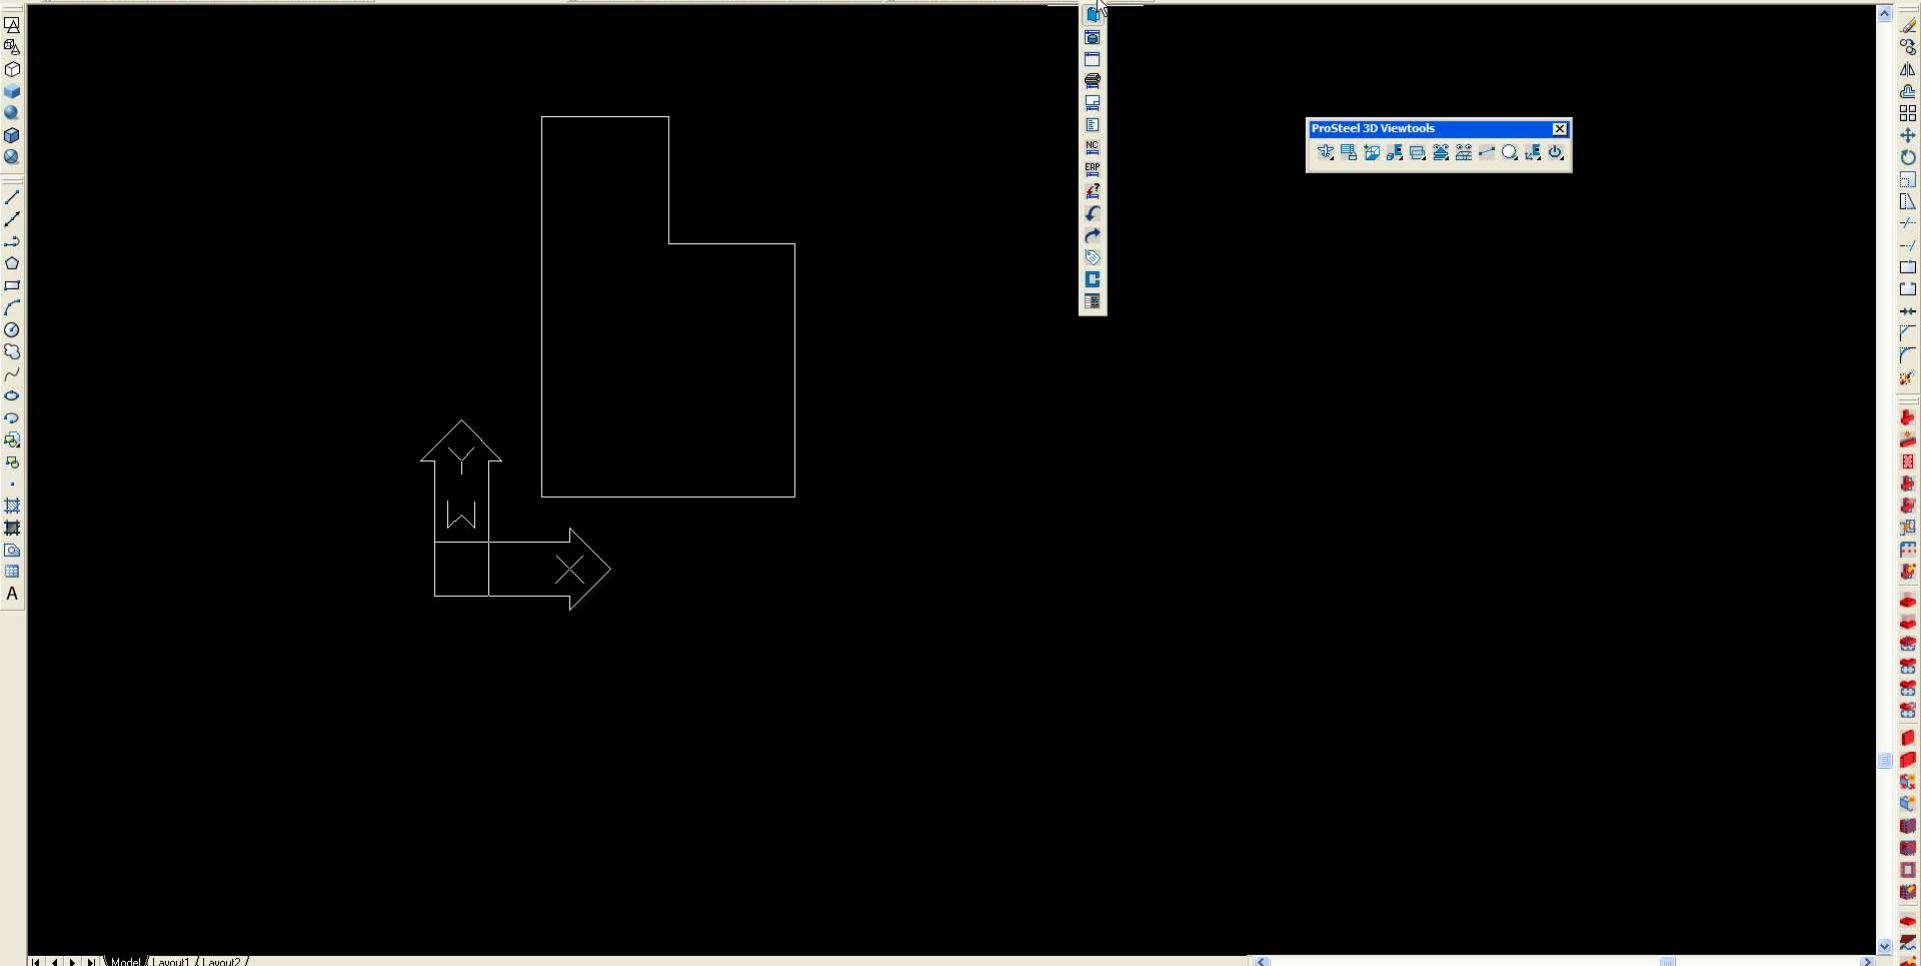 ProSteel 3D Viewtools
NC
ERP
Y
W
X
A
Model
Layout1
Layout2